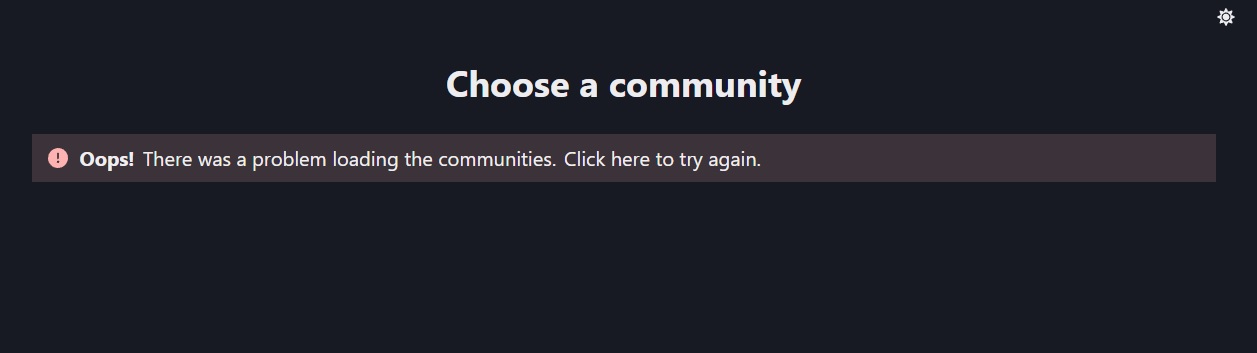 Choose a community
Oops! There was a problem loading the communities. Click here to try again.